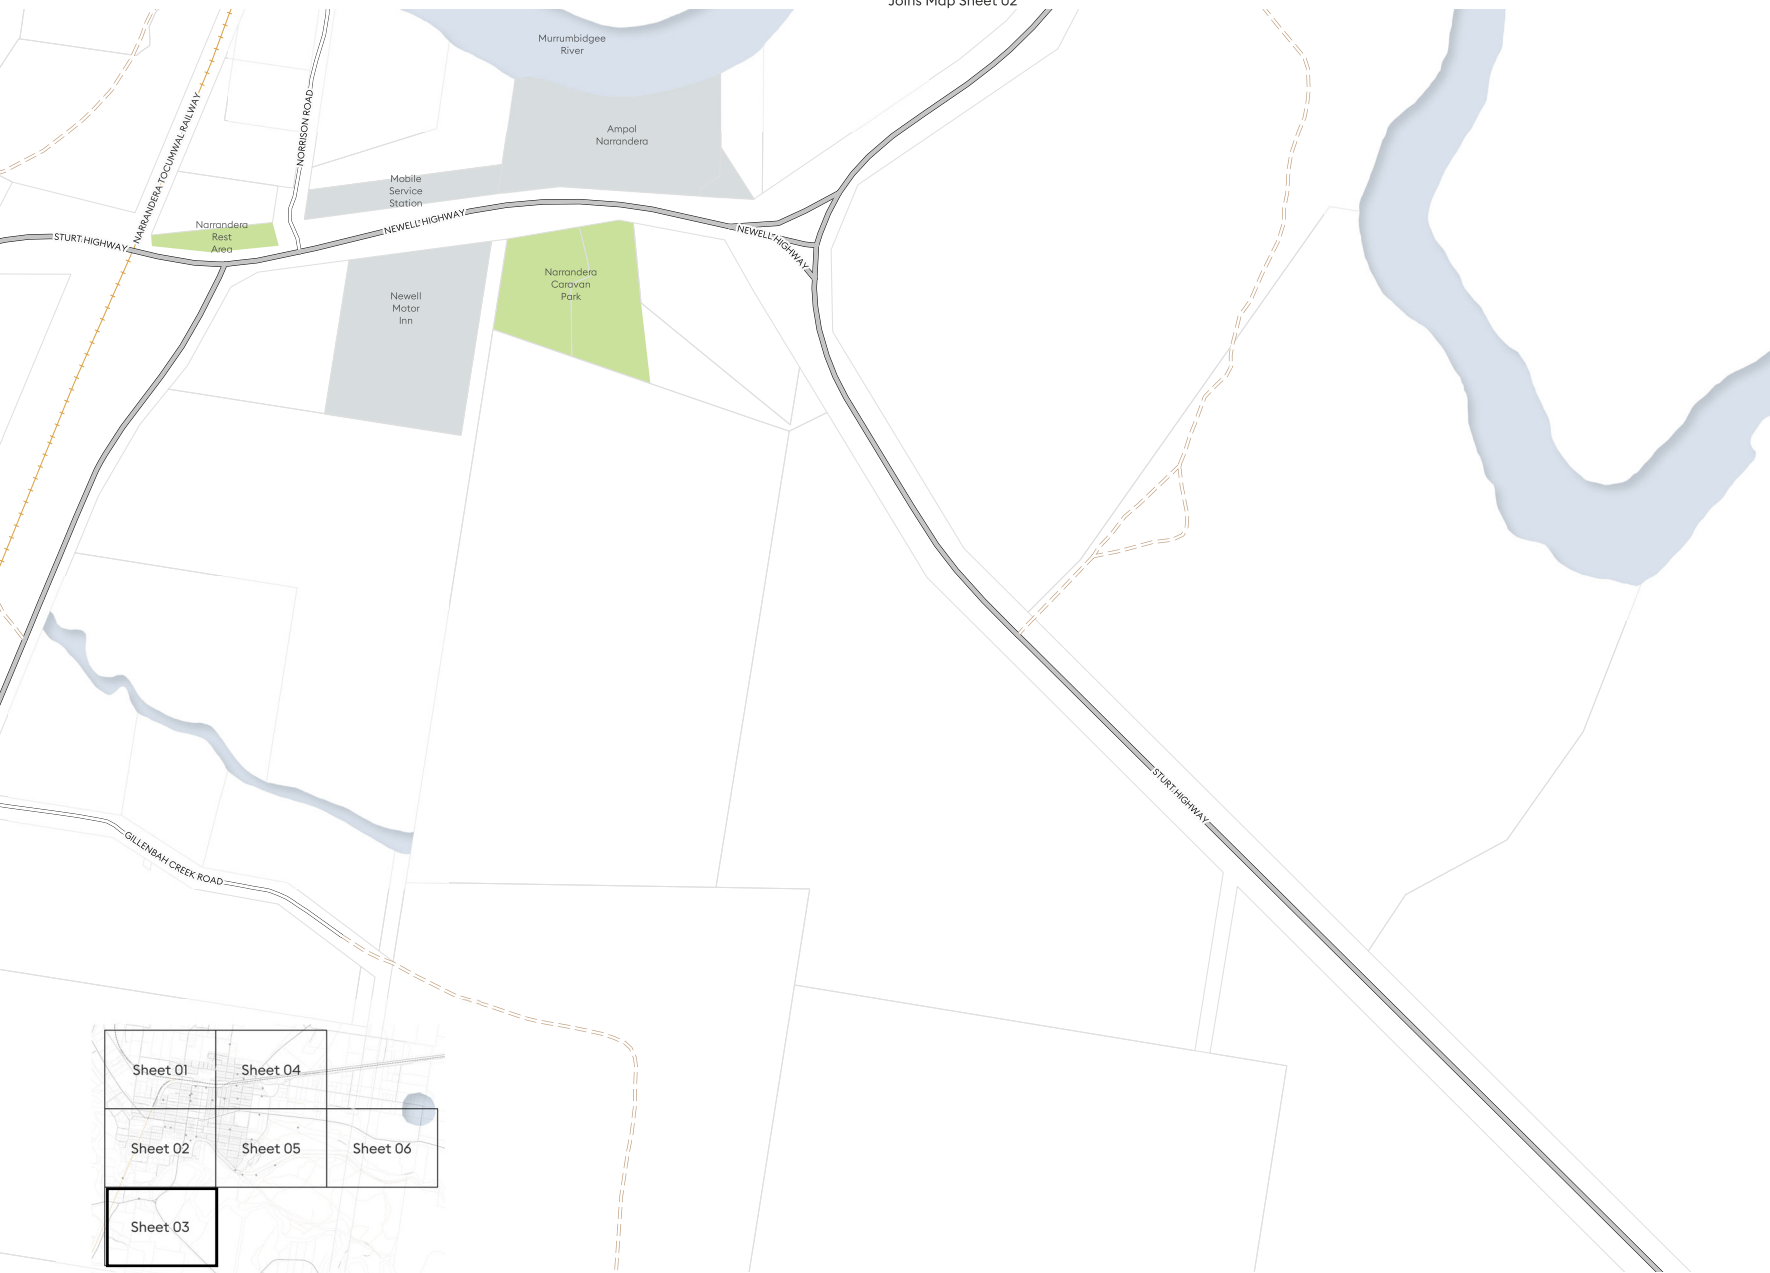 Joins Map Sheet 02
Murrumbidgee
River
NORRISON ROAD
NARRANDERA TOCUMWAL RAILWAY
Ampol
Narrandera
Mobile
Service
Station
NEWELL HIGHWAY
Narrandera
Rest
Area
STURT HIGHWAY
NEWELL HIGHWAY
Narrandera
Caravan
Park
Newell
Motor
Inn
STURT HIGHWAY
GILLENBAH CREEK ROAD
Sheet 01
Sheet 04
Sheet 02
Sheet 05
Sheet 06
Sheet 03